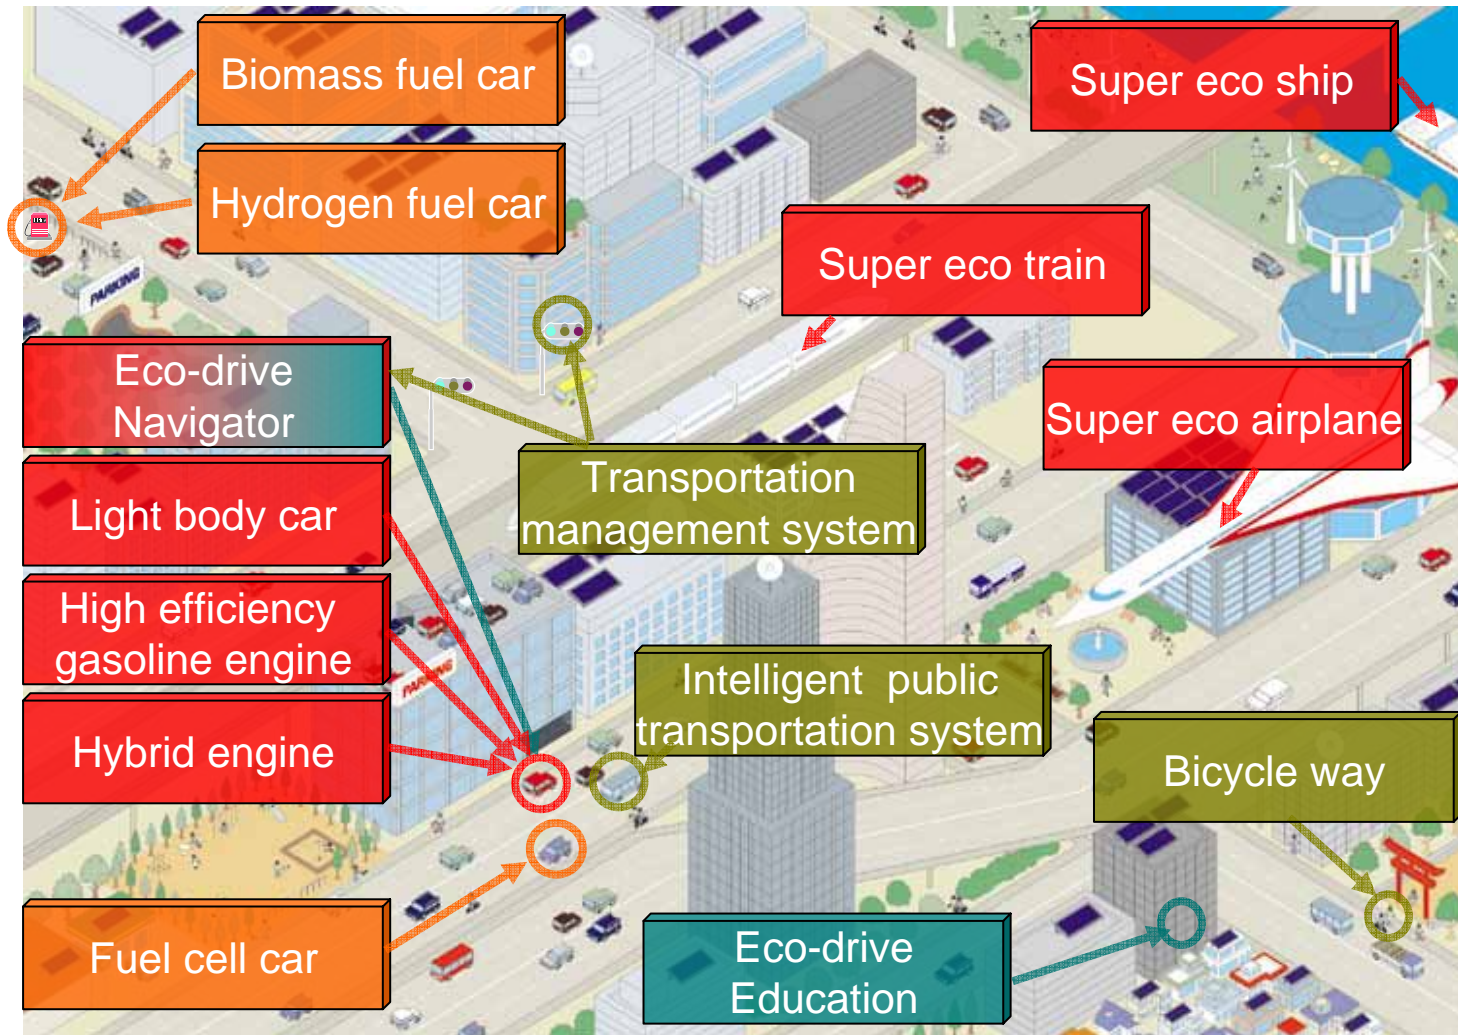 Biomass fuel car
Super eco ship
Hydrogen fuel car
Super eco train
PARKING
Eco-drive
Navigator
Super eco airplane
Transportation
management system
Light body car
High efficiency
gasoline engine
PARKING
Intelligent public
transportation system
Hybrid engine
Bicycle way
Fuel cell car
Eco-drive
Education